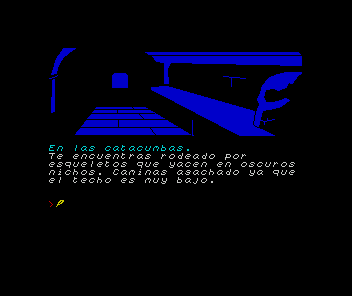 En las catacumbas.
Te encuentras rodeado por
esqueletos que yacen en oscuros
nichos. Caminas agachado ya que
el techo es muy bajo.
>